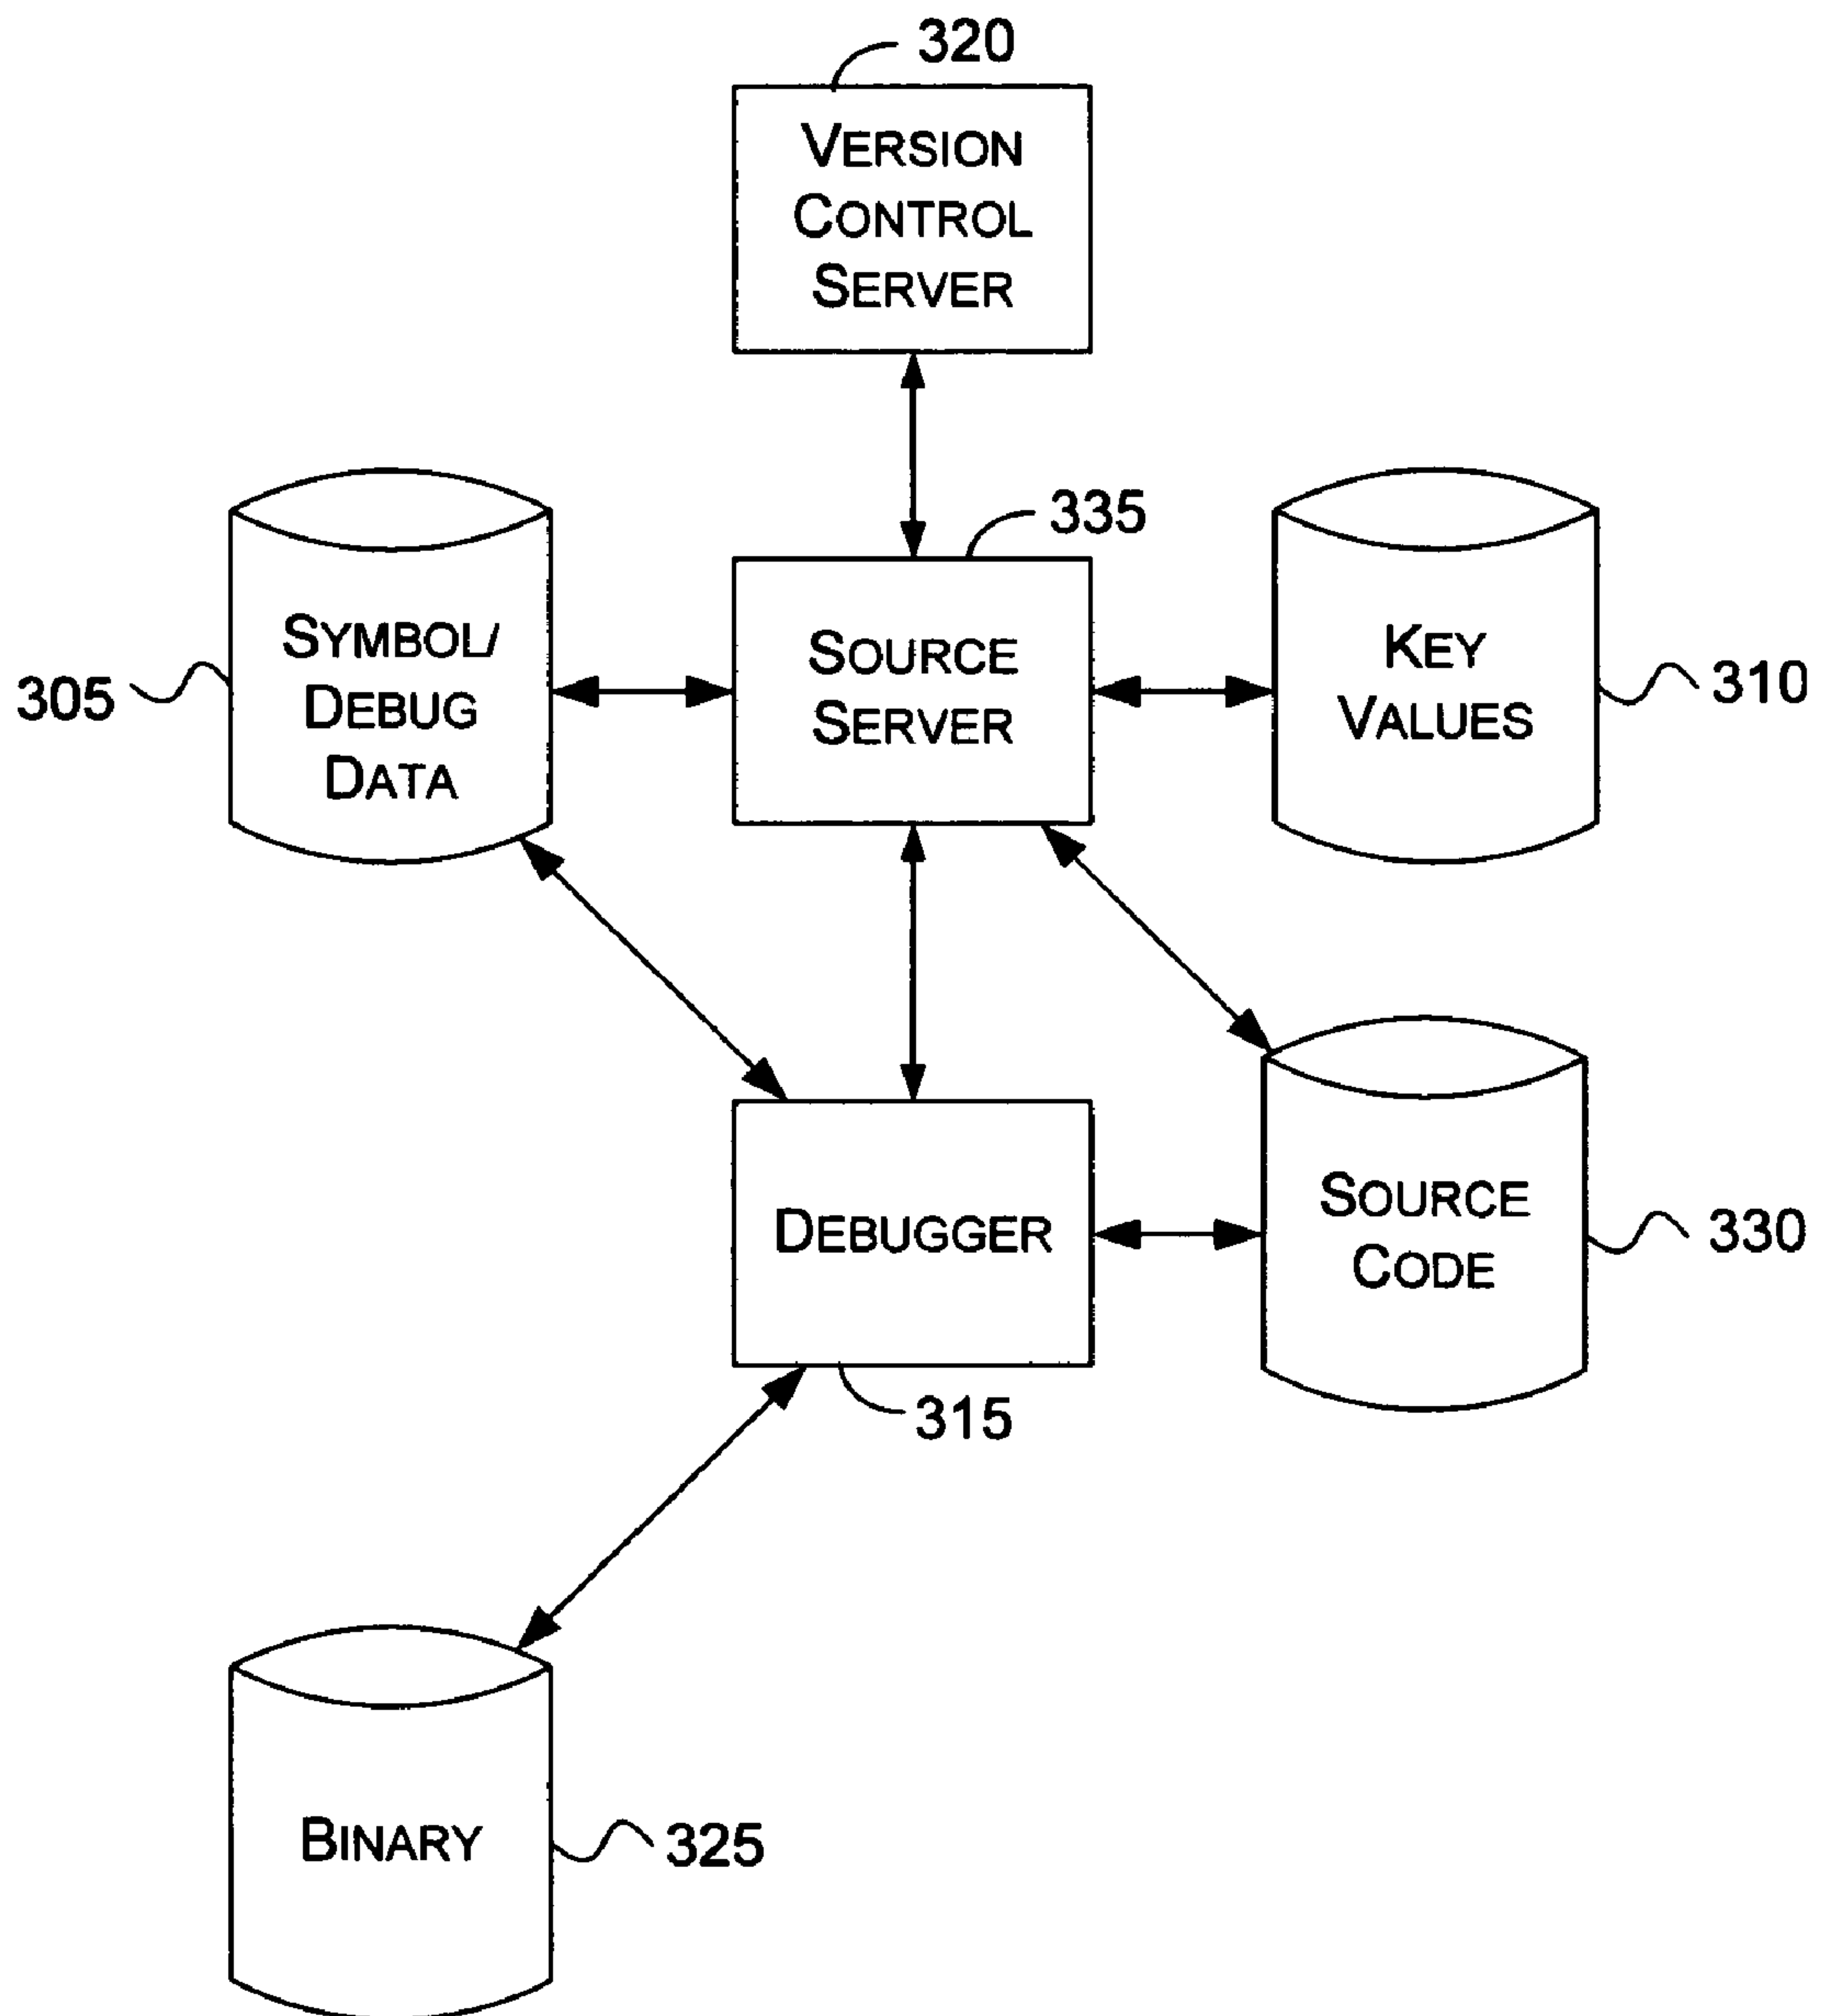 320
VERSION
CONTROL
SERVER
335
SYMBOL/
DEBUG
DATA
305
SOURCE
SERVER
KEY
VALUES
310
DEBUGGER
315
SOURCE
CODE
330
BINARY
325